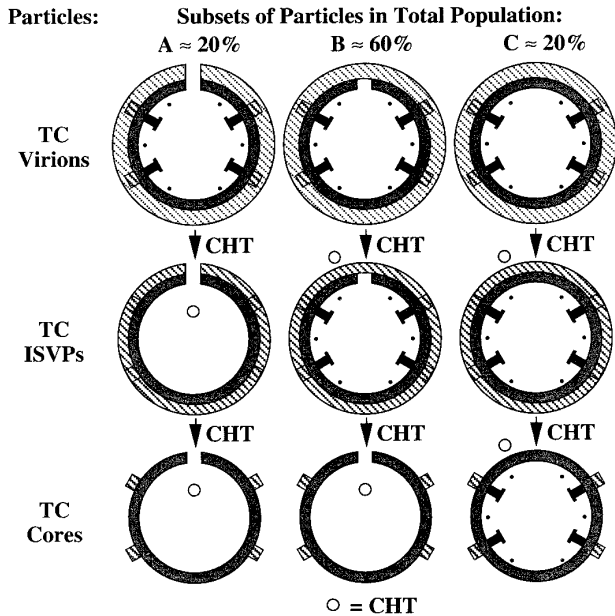 Particles: Subsets of Particles in Total Population:
A ≈ 20% B ≈ 60% C ≈ 20%
TC
Virions
CHT CHT CHT
TC
ISVPs
CHT CHT CHT
TC
Cores
= CHT